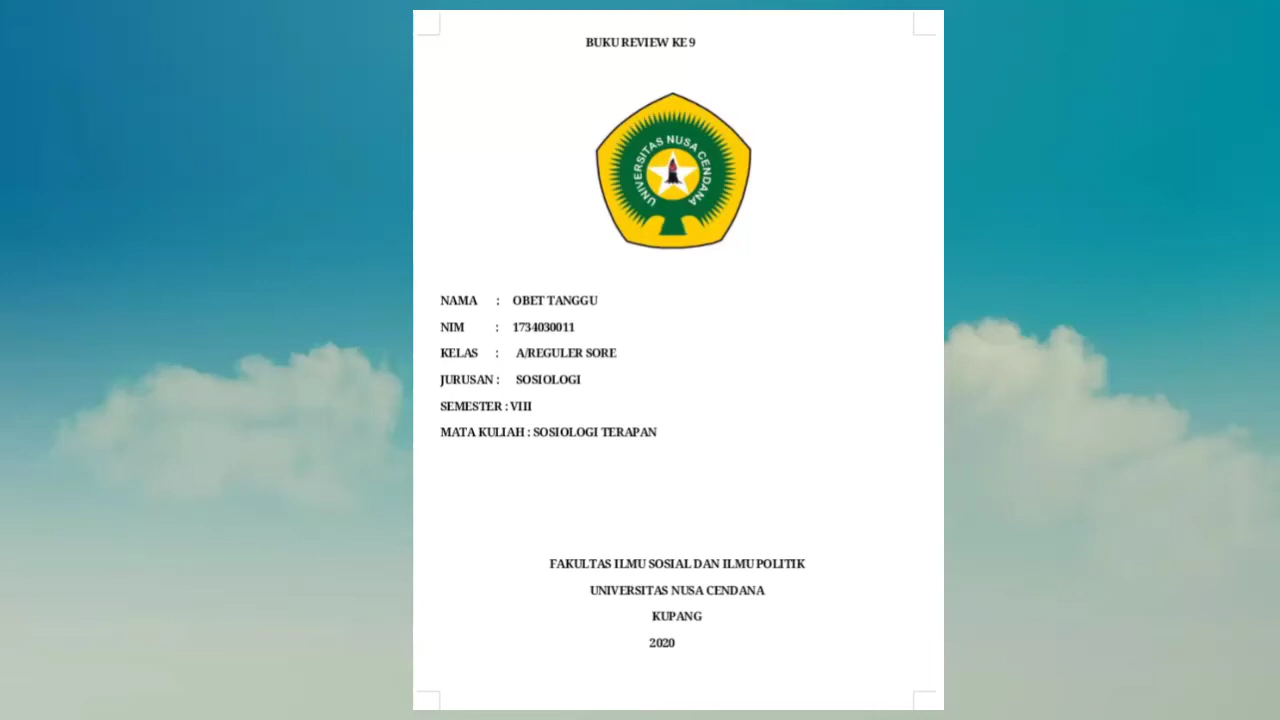 BUKU REVIEW KE 9
UNIVERSITAS NUSA CENDANA
NAMA : OBET TANGGU
NIM : 1734030011
KELAS : A/REGULER SORE
JURUSAN : SOSIOLOGI
SEMESTER : VIII
MATA KULIAH : SOSIOLOGI TERAPAN
FAKULTAS ILMU SOSIAL DAN ILMU POLITIK
UNIVERSITAS NUSA CENDANA
KUPANG
2020